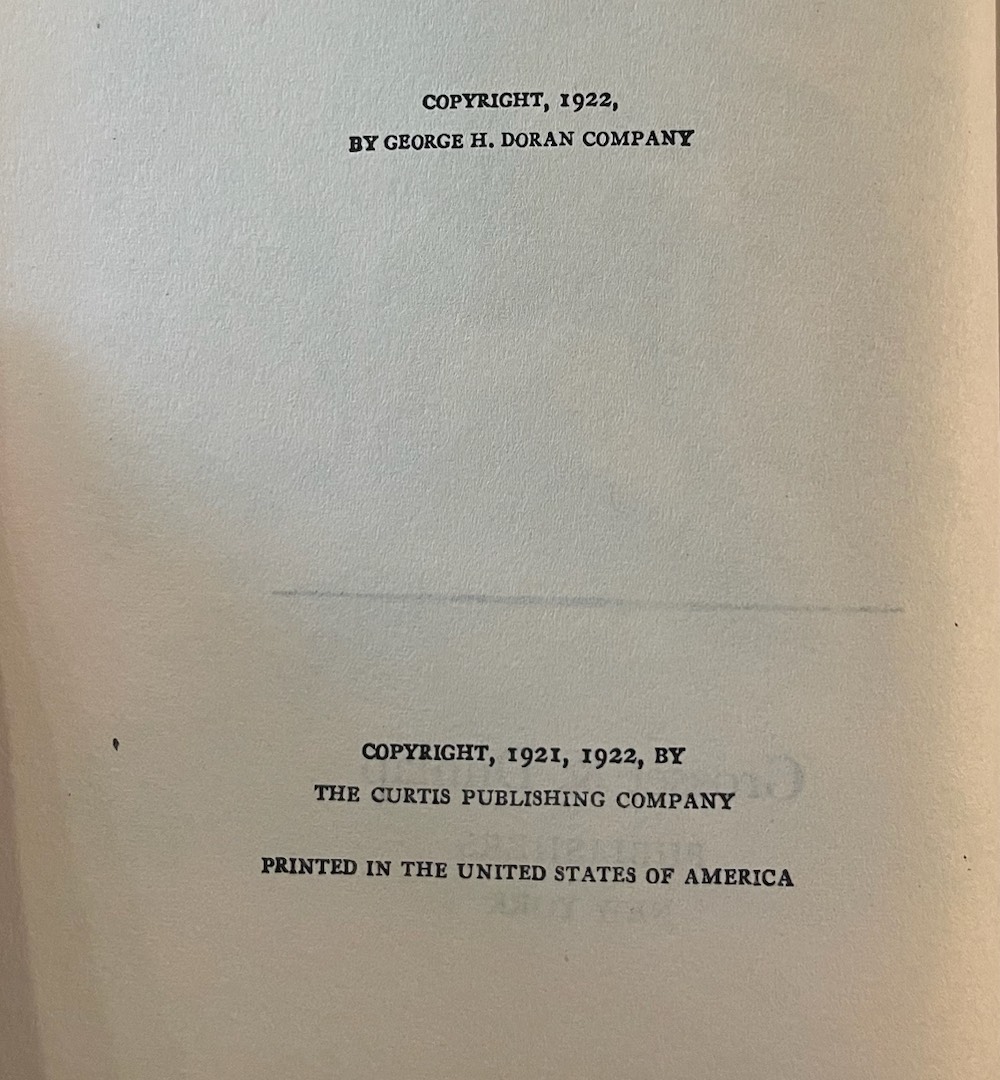 COPYRIGHT, 1922,
BY GEORGE H. DORAN COMPANY
COPYRIGHT, 1921, 1922, BY
THE CURTIS PUBLISHING COMPANY
PRINTED IN THE UNITED STATES OF AMERICA